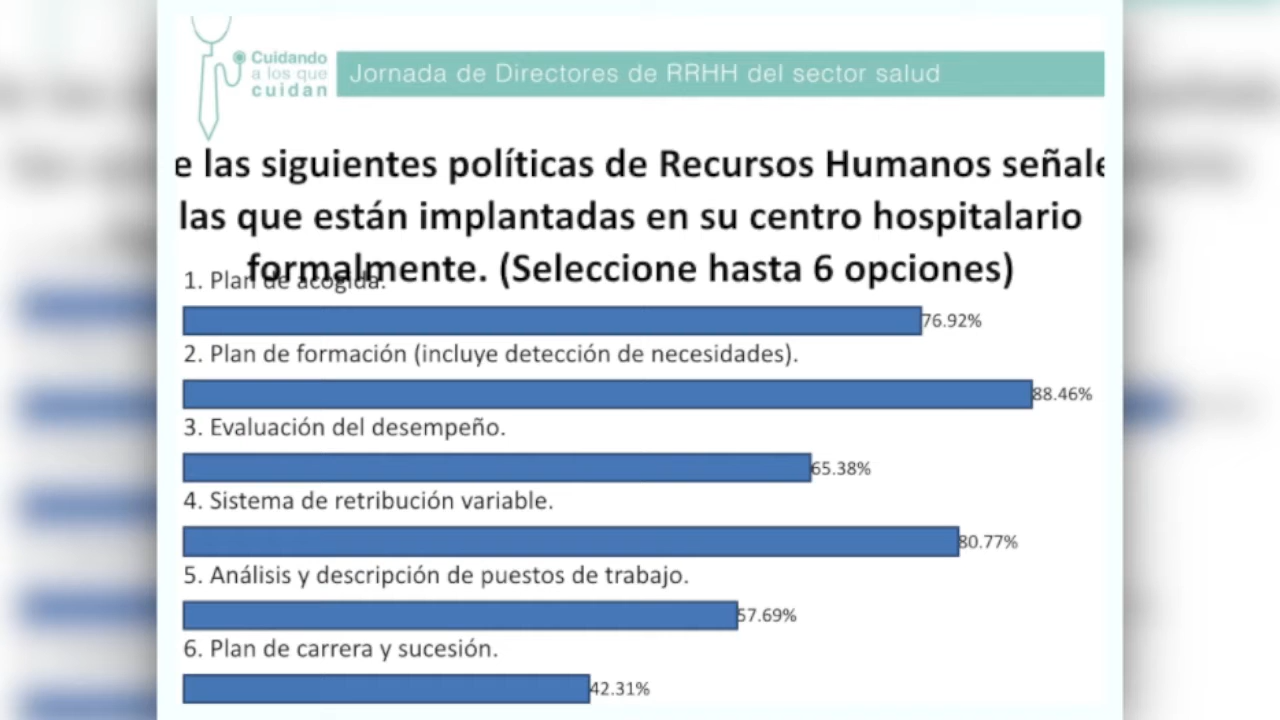 Cuidando
a los que
cuidan
Jornada de Directores de RRHH del sector salud
e las siguientes políticas de Recursos Humanos señale
las que están implantadas en su centro hospitalario
formalmente. (Seleccione hasta 6 opciones)
1. Plan de acogida.
76.92%
2. Plan de formación (incluye detección de necesidades).
88.46%
3. Evaluación del desempeño.
65.38%
4. Sistema de retribución variable.
80.77%
5. Análisis y descripción de puestos de trabajo.
57.69%
6. Plan de carrera y sucesión.
42.31%